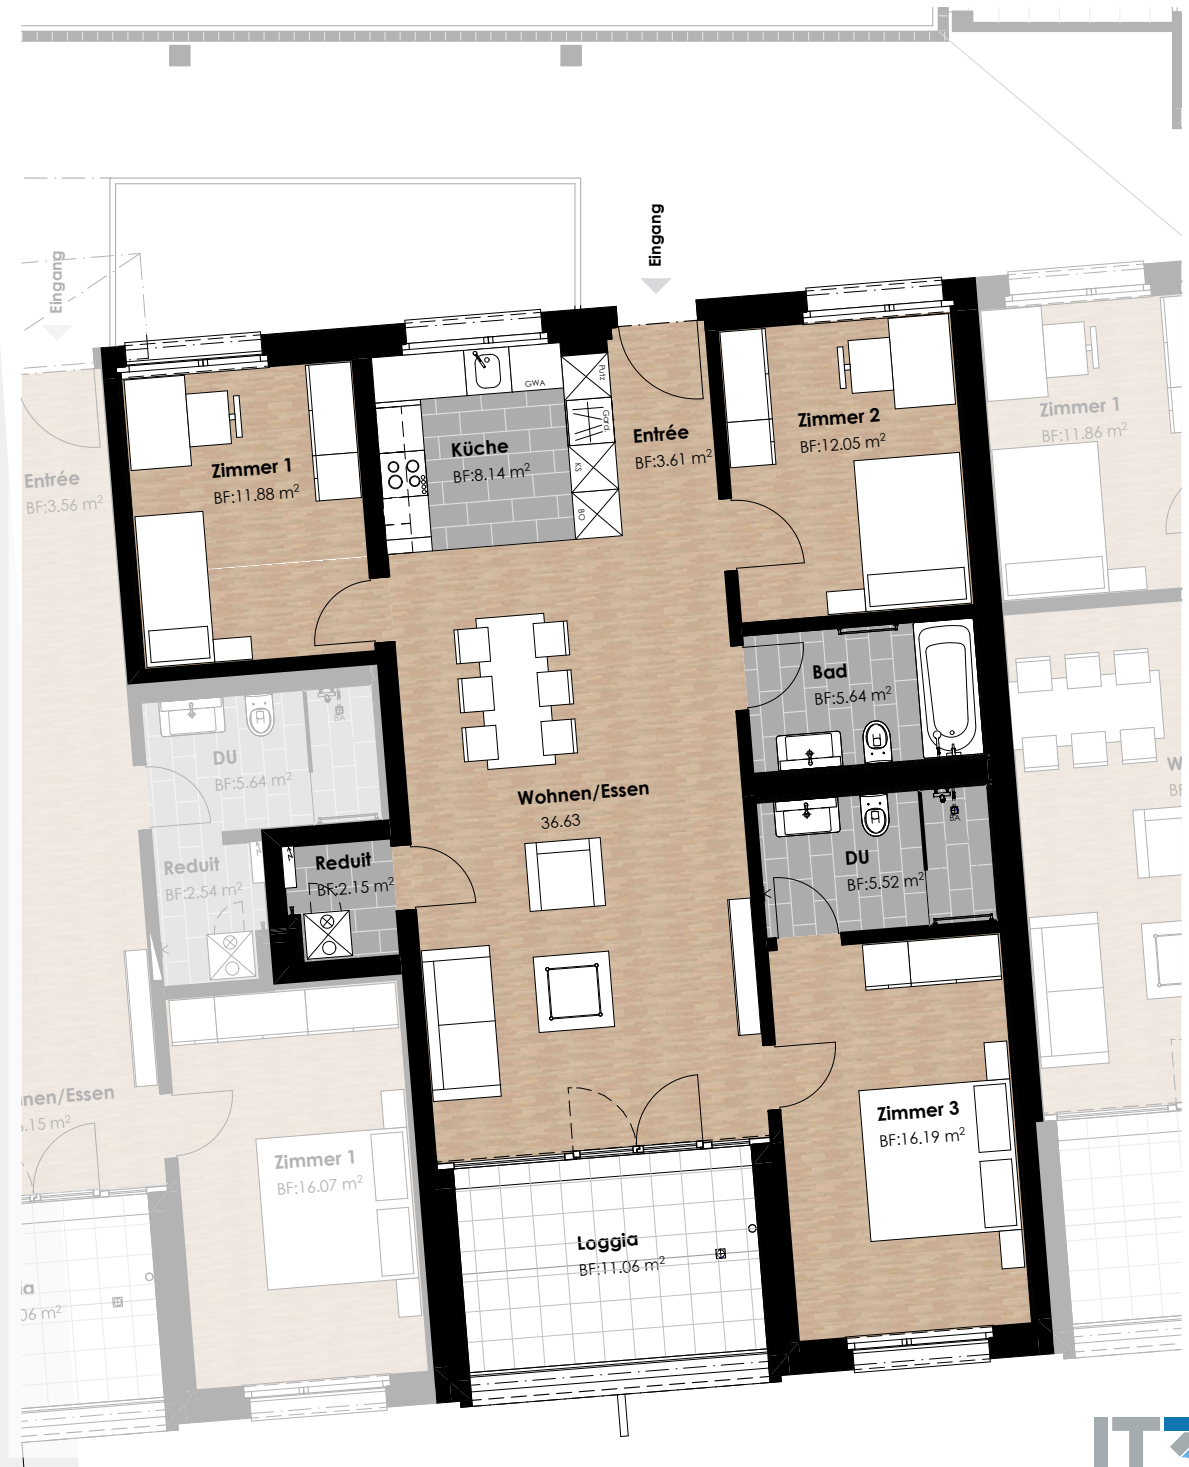 Eingang
Eingang
Putz
GWA
Gard.
KS
BO
Küche
BF:8.14 m²
Entrée
BF:3.61 m²
Zimmer 2
BF:12.05 m²
Zimmer 1
BF:11.86 m²
Zimmer 1
BF:11.88 m²
Entrée
BF:3.56 m²
Bad
BF:5.64 m²
DU
BF:5.64 m²
BA
Wohnen/Essen
36.63
Reduit
BF:2.15 m²
Reduit
BF:2.54 m²
DU
BF:5.52 m²
BA
nen/Essen
.15 m²
Zimmer 3
BF:16.19 m²
Zimmer 1
BF:16.07 m²
Loggia
BF:11.06 m²
ia
06 m²
W
BF
IT